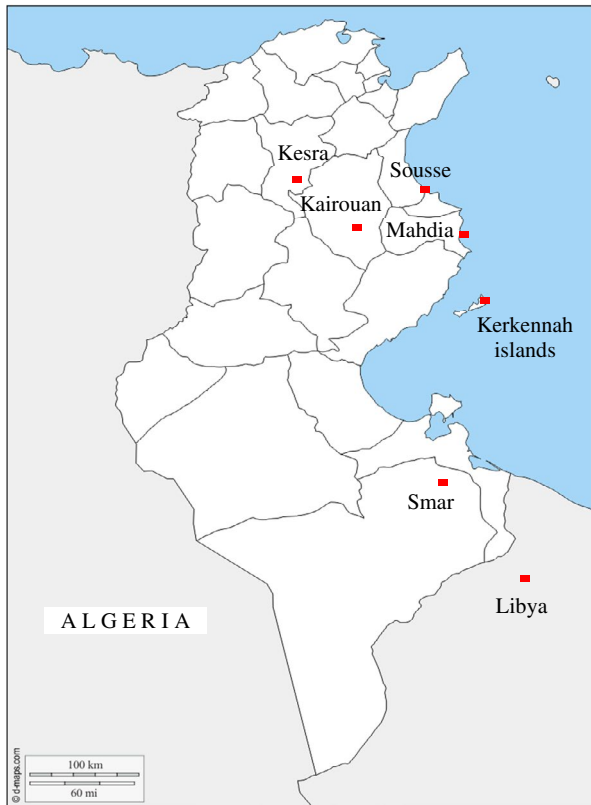 Kesra
Sousse
Kairouan
Mahdia
Kerkennah
islands
Smar
Libya
A L G E R I A
100 km
60 mi
© d-maps.com